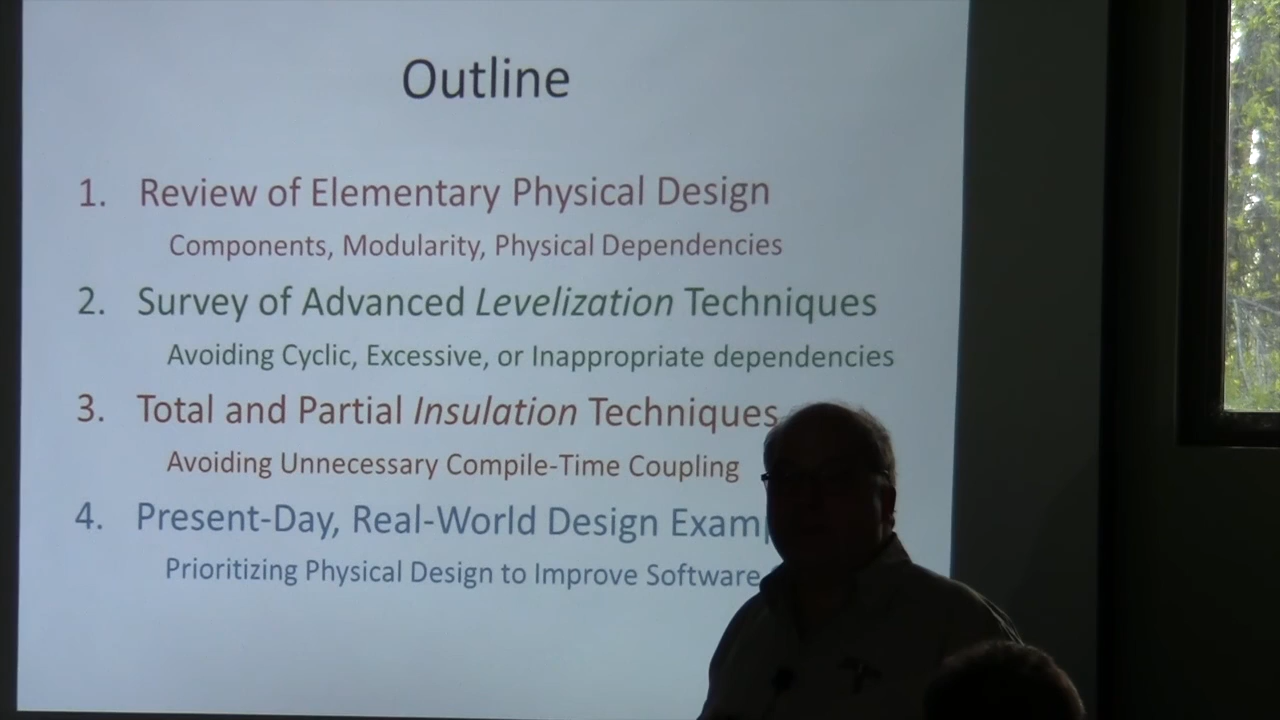 Outline
1. Review of Elementary Physical Design
Components, Modularity, Physical Dependencies
2. Survey of Advanced Levelization Techniques
Avoiding Cyclic, Excessive, or Inappropriate dependencies
3. Total and Partial Insulation Techniques
Avoiding Unnecessary Compile-Time Coupling
4. Present-Day, Real-World Design
Prioritizing Physical Design to Improve Software